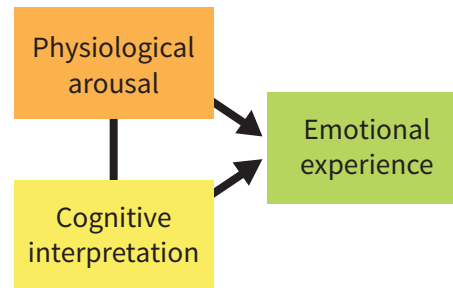 Physiological
arousal
Emotional
experience
Cognitive
interpretation